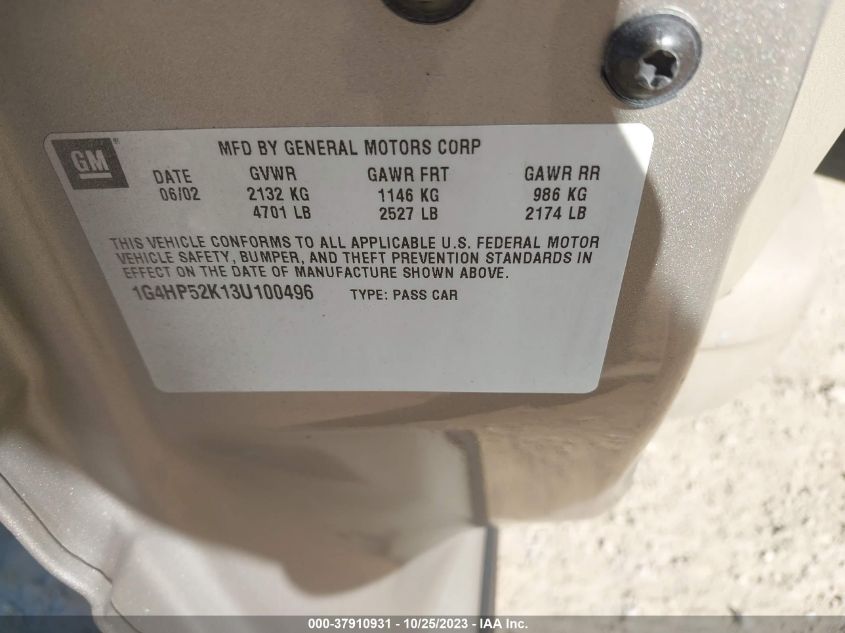 GM
MFD BY GENERAL MOTORS CORP
DATE GVWR GAWR FRT GAWR RR
06/02 2132 KG 1146 KG 986 KG
4701 LB 2527 LB 2174 LB
THIS VEHICLE CONFORMS TO ALL APPLICABLE U.S. FEDERAL MOTOR
VEHICLE SAFETY, BUMPER, AND THEFT PREVENTION STANDARDS IN
EFFECT ON THE DATE OF MANUFACTURE SHOWN ABOVE.
1G4HP52K13U100496 TYPE: PASS CAR
000-37910931 - 10/25/2023 - IAA Inc.